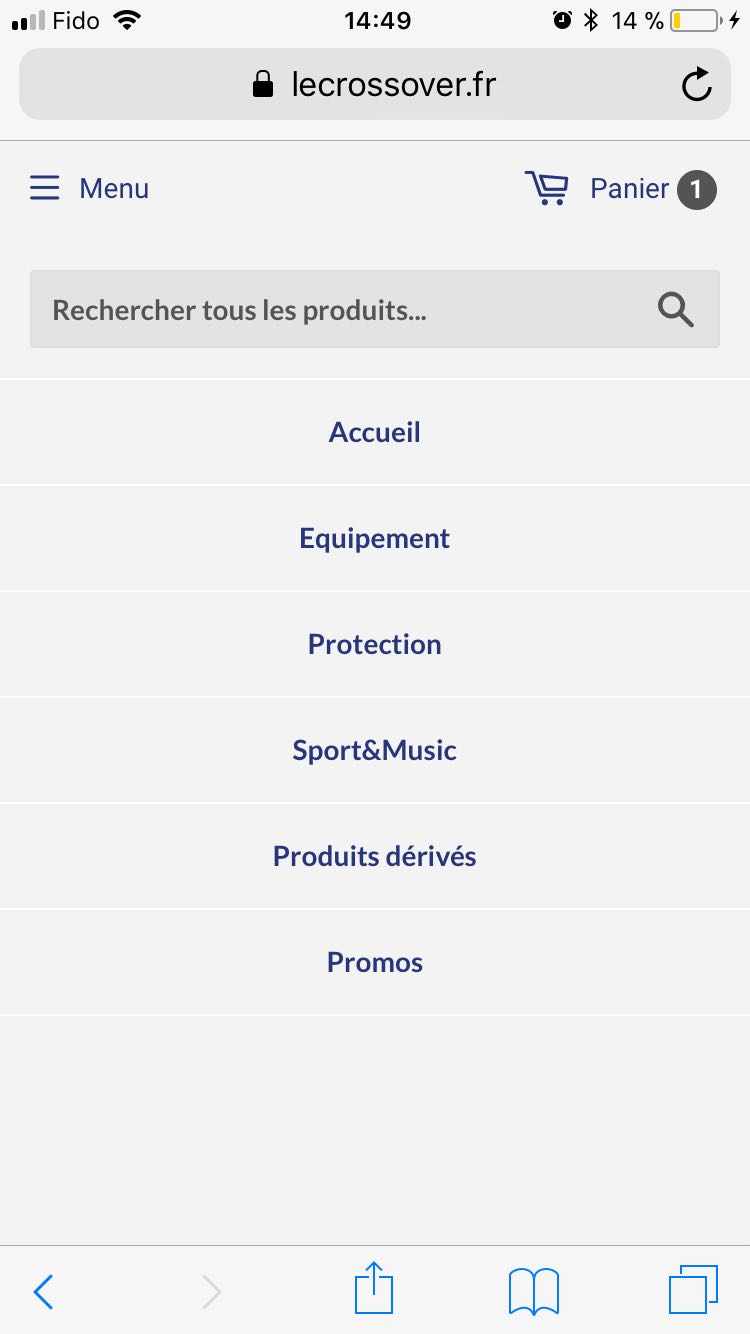 Fido 14:49 14 %
lecrossover.fr
Menu Panier 1
Rechercher tous les produits...
Accueil
Equipement
Protection
Sport&Music
Produits dérivés
Promos